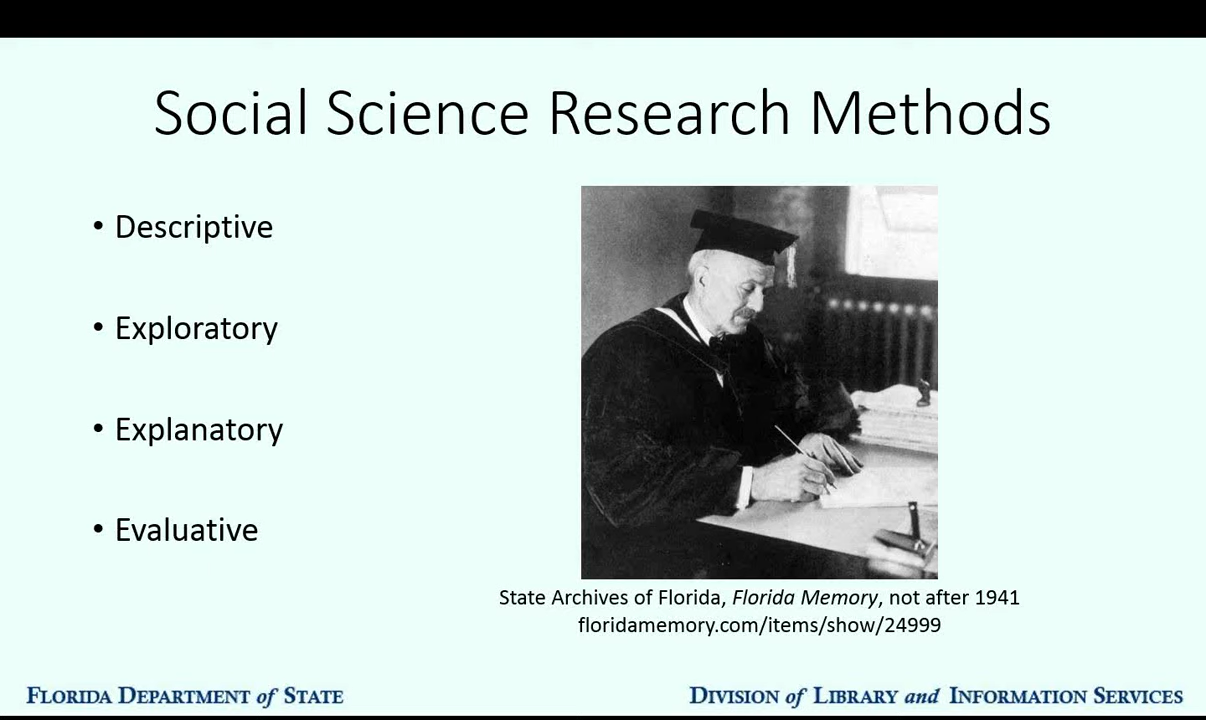 Social Science Research Methods
• Descriptive
• Exploratory
• Explanatory
• Evaluative
State Archives of Florida, Florida Memory, not after 1941
floridamemory.com/items/show/24999
FLORIDA DEPARTMENT of STATE
DIVISION of LIBRARY and INFORMATION SERVICES